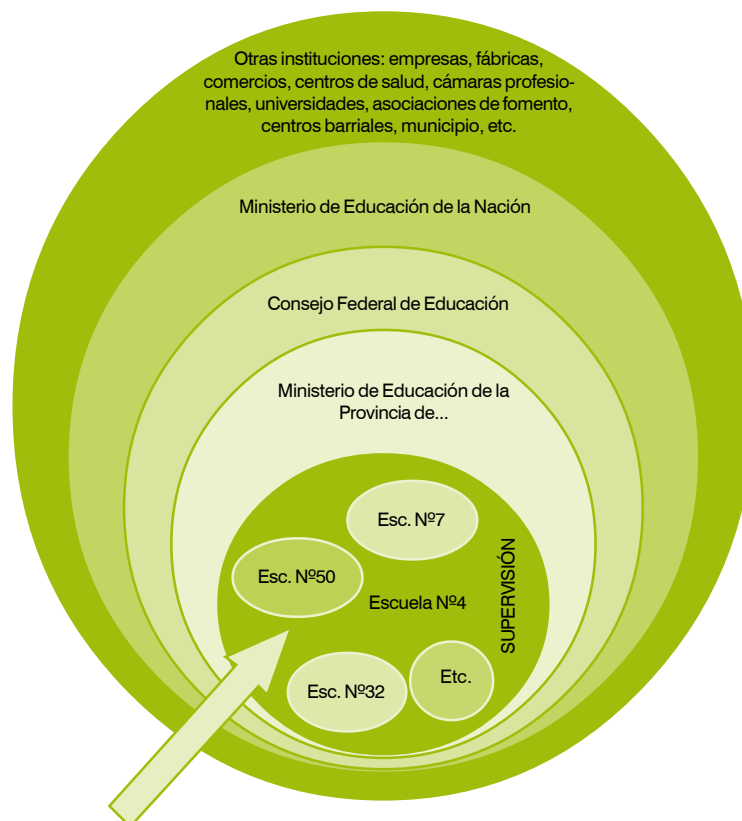 Otras instituciones: empresas, fábricas,
comercios, centros de salud, cámaras profesio-
nales, universidades, asociaciones de fomento,
centros barriales, municipio, etc.
Ministerio de Educación de la Nación
Consejo Federal de Educación
Ministerio de Educación de la
Provincia de...
Esc. Nº7
Esc. Nº50
Escuela Nº4
SUPERVISIÓN
Esc. Nº32
Etc.